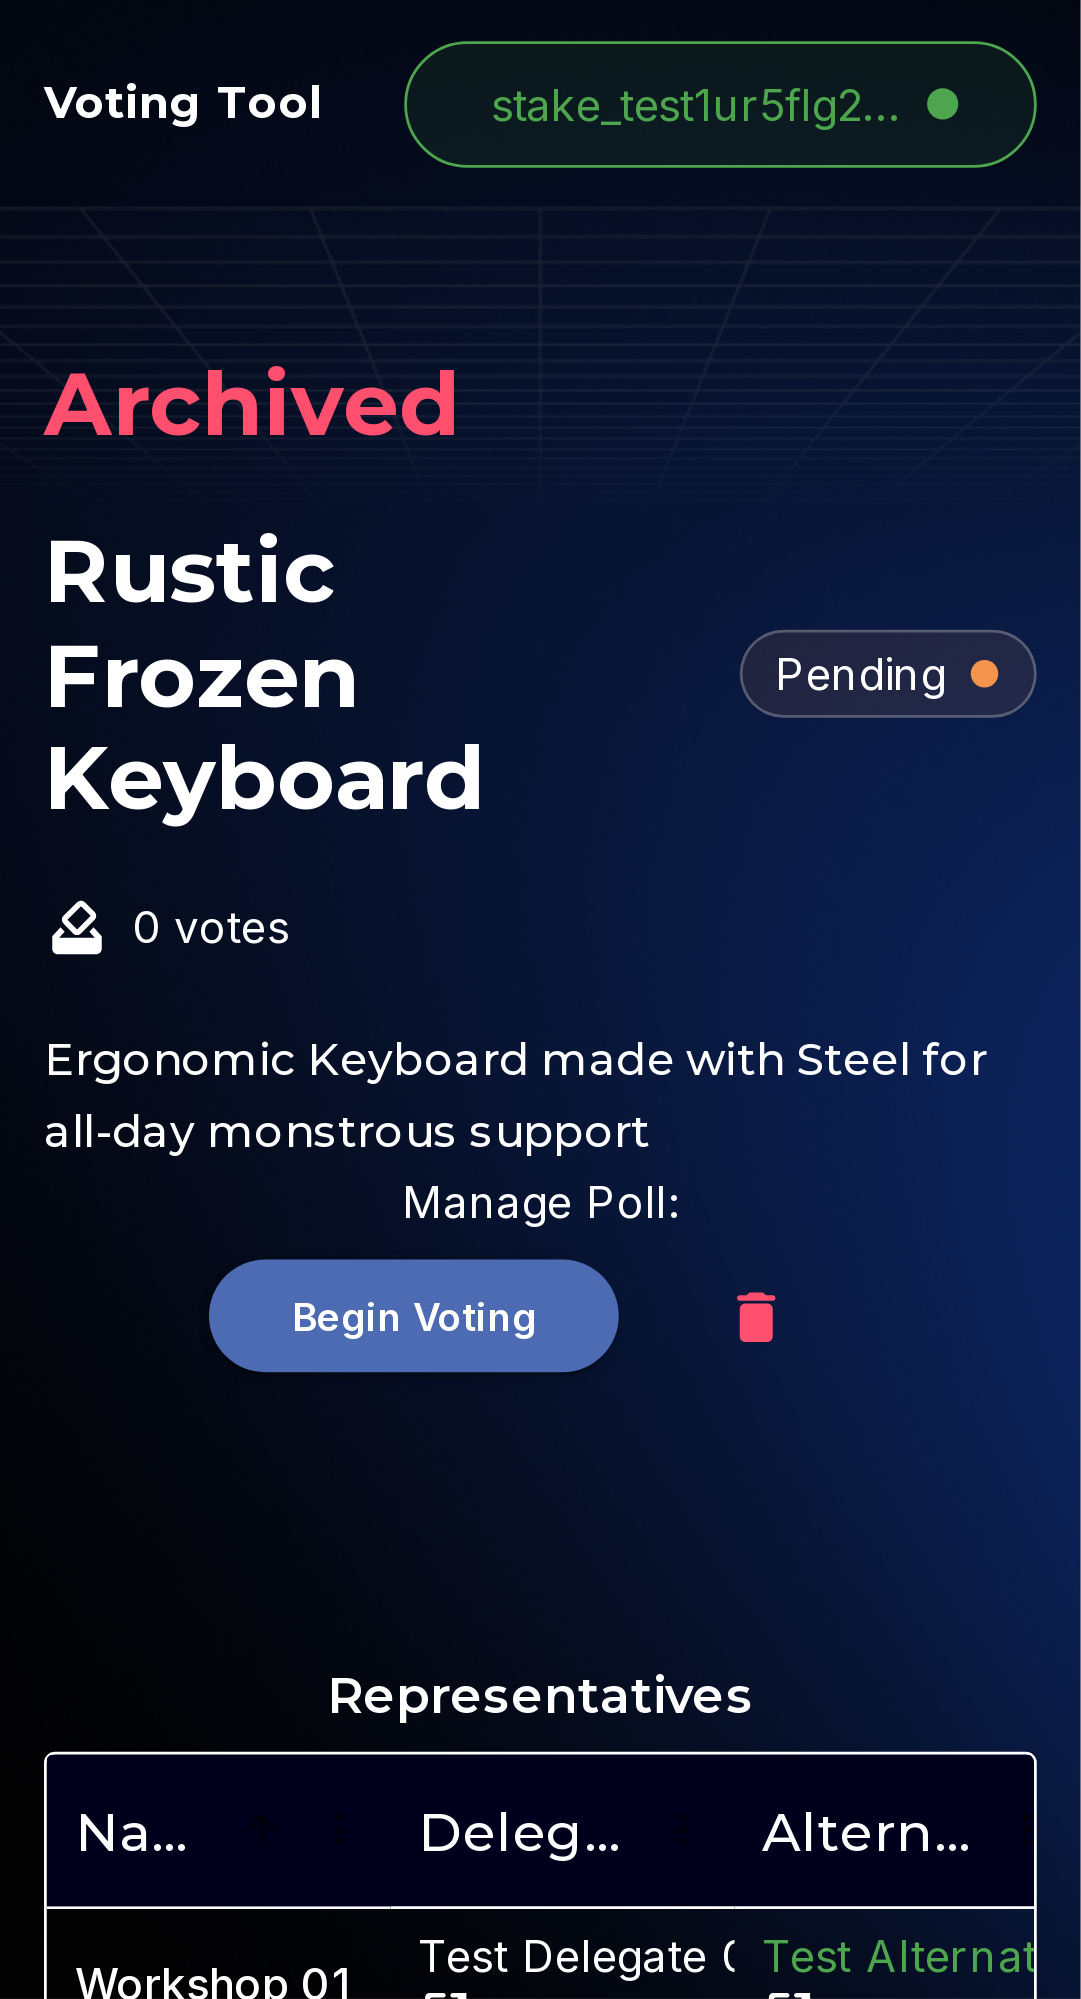 Voting Tool
stake_test1ur5flg2...
Archived
Rustic
Frozen
Keyboard
Pending
0 votes
Ergonomic Keyboard made with Steel for
all-day monstrous support
Manage Poll:
Begin Voting
Representatives
Na... Deleg... Altern...
Test Delegate Test Alternat
Workshop 01